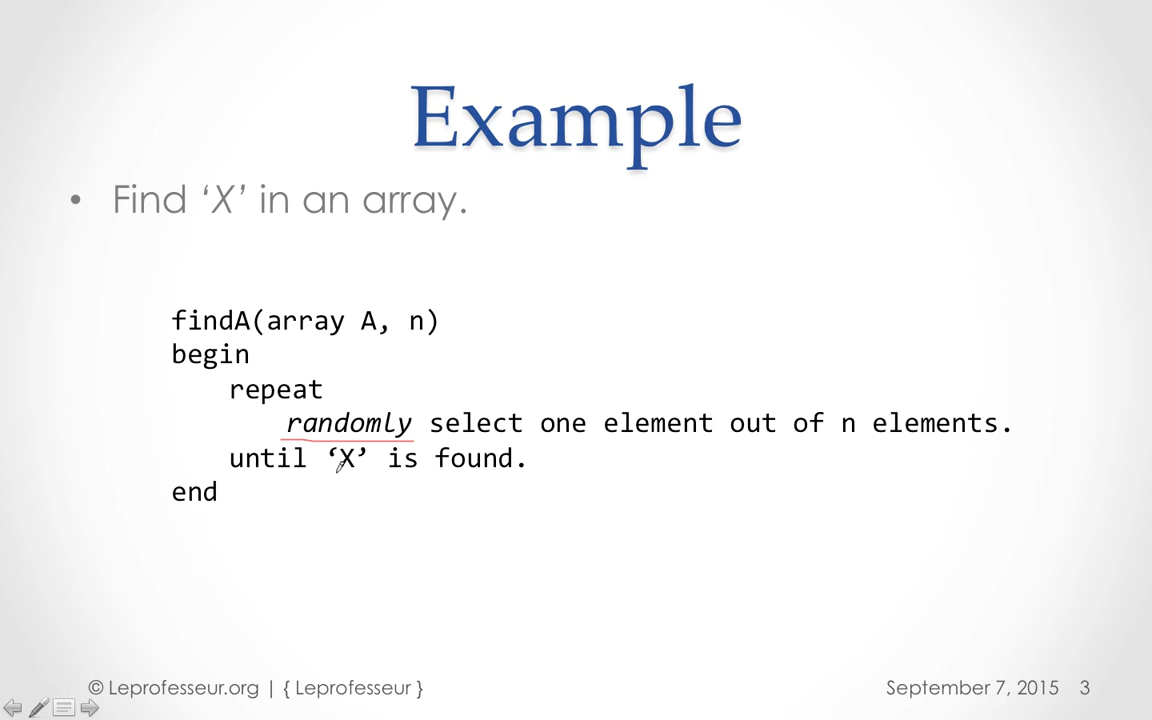 Example
• Find ‘X’ in an array.
findA(array A, n)
begin
repeat
randomly select one element out of n elements.
until ‘X’ is found.
end
© Leprofesseur.org | { Leprofesseur }
September 7, 2015 3